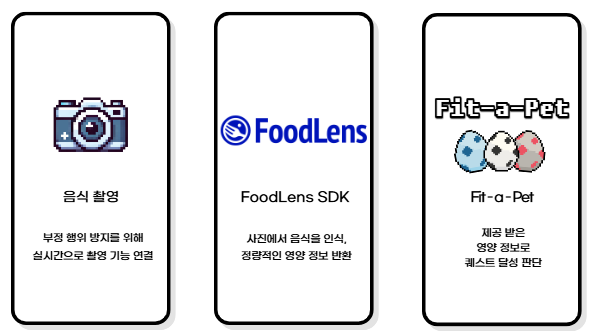 음식 촬영
부정 행위 방지를 위해
실시간으로 촬영 기능 연결
FoodLens
FoodLens SDK
사진에서 음식을 인식,
정량적인 영양 정보 반환
Fit-a-Pet
Fit-a-Pet
제공 받은
영양 정보로
퀘스트 달성 판단